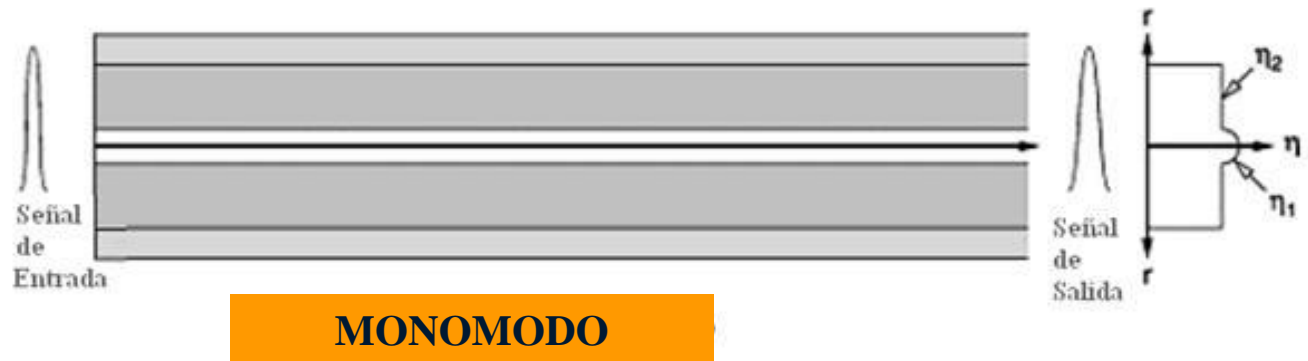 Señal
de
Entrada
Señal
de
Salida
r
η2
η
η1
r
MONOMODO